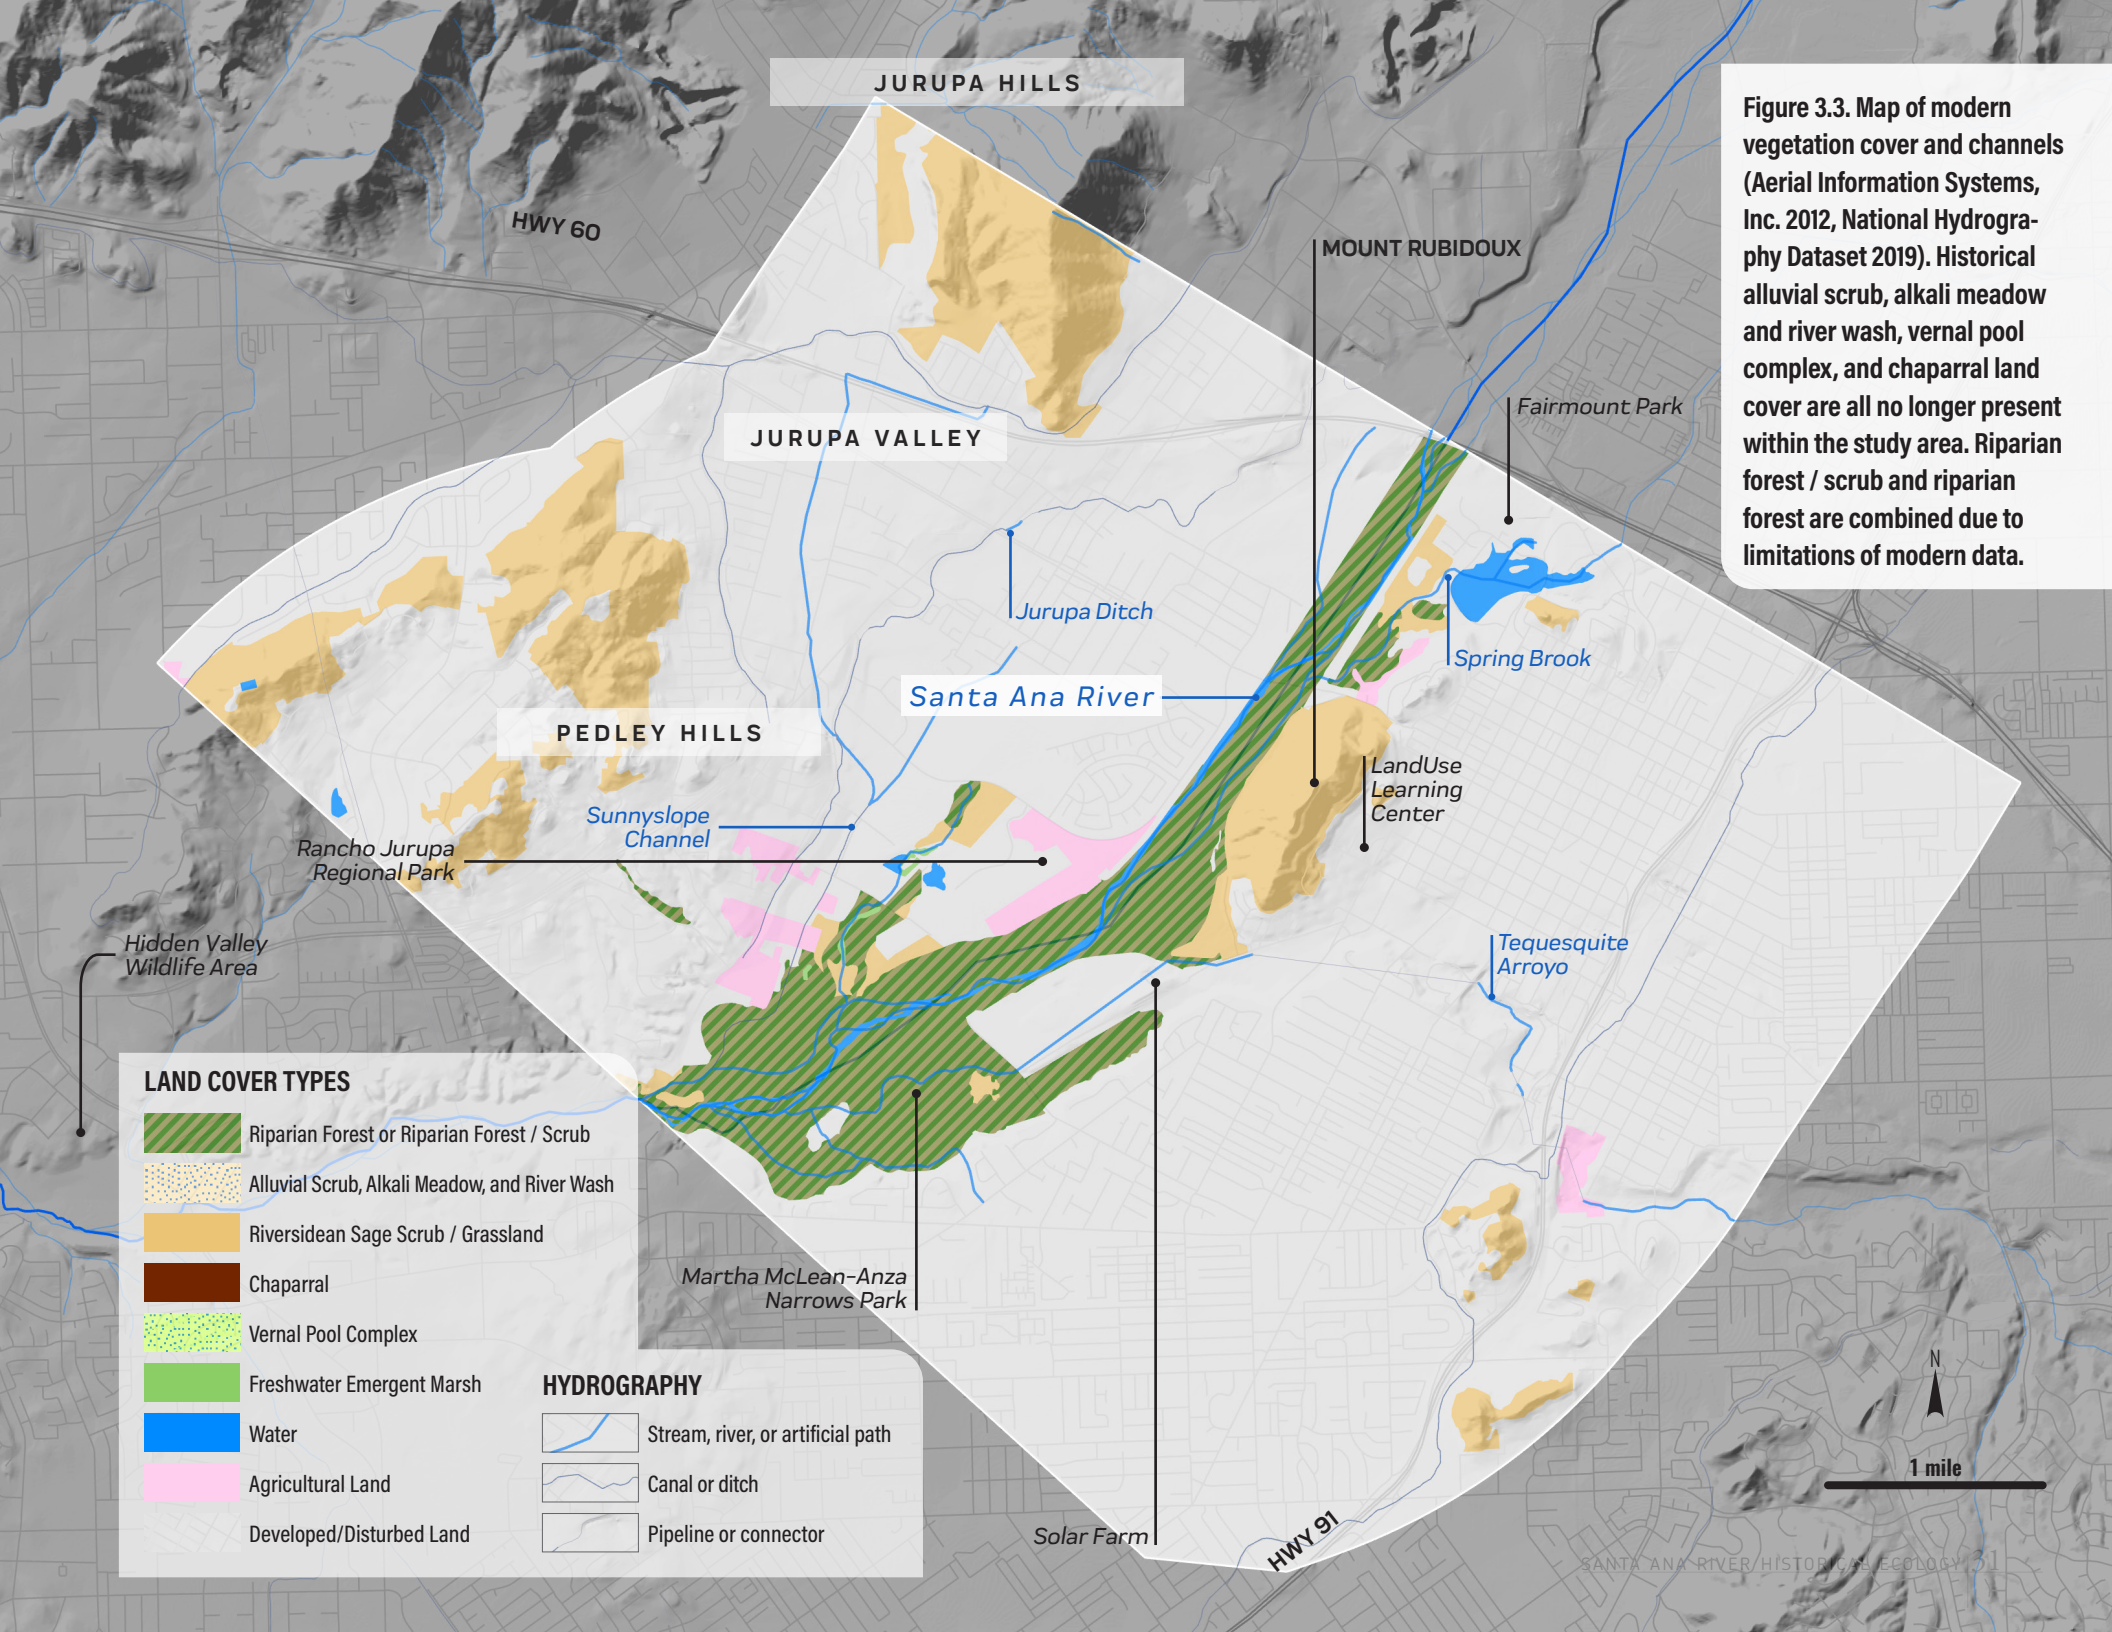 JURUPA HILLS
Figure 3.3. Map of modern
vegetation cover and channels
(Aerial Information Systems,
Inc. 2012, National Hydrogra-
phy Dataset 2019). Historical
alluvial scrub, alkali meadow
and river wash, vernal pool
complex, and chaparral land
cover are all no longer present
within the study area. Riparian
forest / scrub and riparian
forest are combined due to
limitations of modern data.
HWY 60
MOUNT RUBIDOUX
Fairmount Park
JURUPA VALLEY
Jurupa Ditch
Spring Brook
Santa Ana River
PEDLEY HILLS
LandUse
Learning
Center
Sunnyslope
Channel
Rancho Jurupa
Regional Park
Hidden Valley
Wildlife Area
Tequesquite
Arroyo
LAND COVER TYPES
Riparian Forest or Riparian Forest / Scrub
Alluvial Scrub, Alkali Meadow, and River Wash
Riversidean Sage Scrub / Grassland
Chaparral
Vernal Pool Complex
Freshwater Emergent Marsh
Water
Agricultural Land
Developed/Disturbed Land
HYDROGRAPHY
Stream, river, or artificial path
Canal or ditch
Pipeline or connector
Martha McLean-Anza
Narrows Park
Solar Farm
HWY 91
N
1 mile
SANTA ANA RIVER HISTORICAL ECOLOGY 31